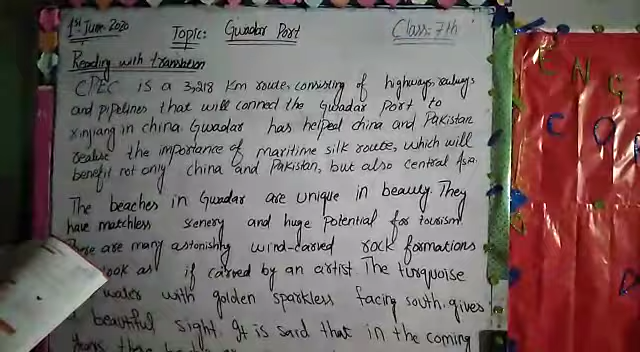 1st June 2020 Topic: Gwadar Port Class: 7th
Reading with translation
CPEC is a 3,218 km route, consisting of highways, railways
and pipelines that will connect the Gwadar Port to
Xinjiang in china. Gwadar has helped china and Pakistan
realise the importance of maritime silk route, which will
benefit not only china and Pakistan, but also central Asia.
The beaches in Gwadar are unique in beauty. They
have matchless scenery and huge potential for tourism
These are many astonishing wind-carved rock formations
look as if carved by an artist. The turquoise
water with golden sparkless facing south. gives
beautiful sight. It is said that in the coming
years
E N G
C O